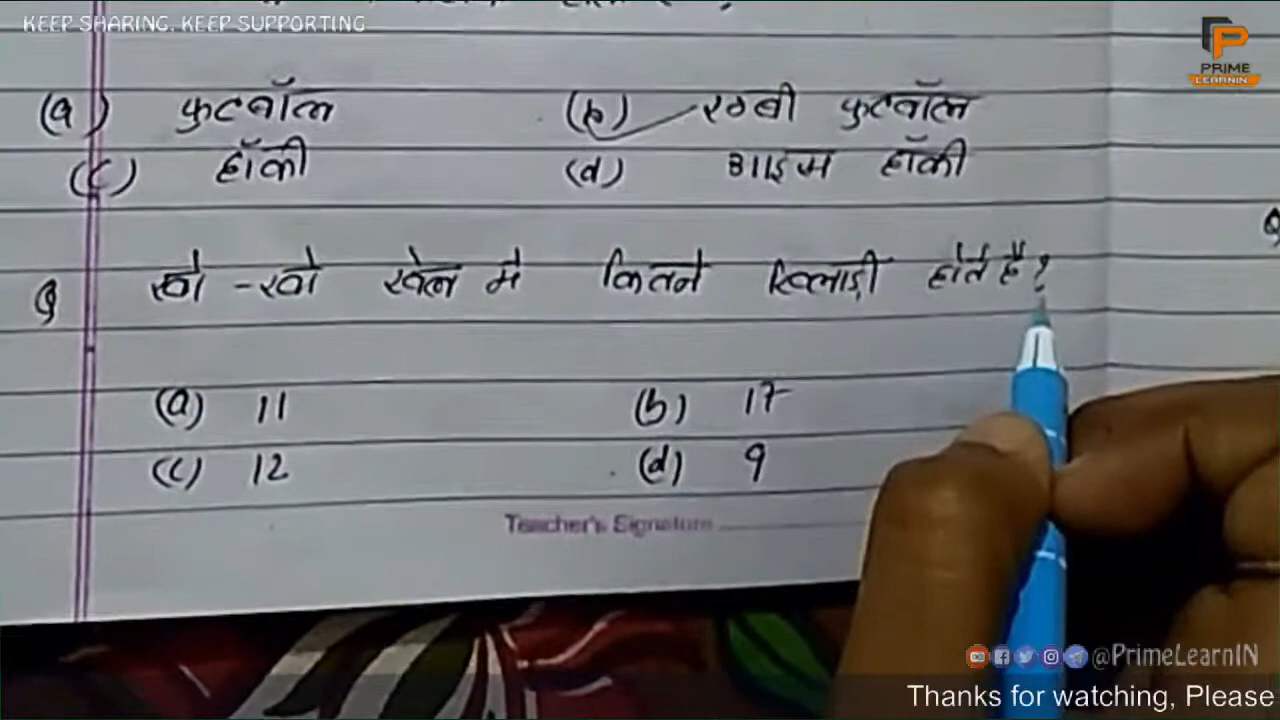 KEEP SHARING, KEEP SUPPORTING
PRIME
LEARNIN
(a) फुटबॉल (b) रग्बी फुटबॉल
(c) हॉकी (d) आइस हॉकी
Q खो-खो खेल में कितने खिलाड़ी होते है?
(a) 11 (b) 17
(c) 12 (d) 9
Teacher's Signature
@PrimeLearnIN
Thanks for watching, Please